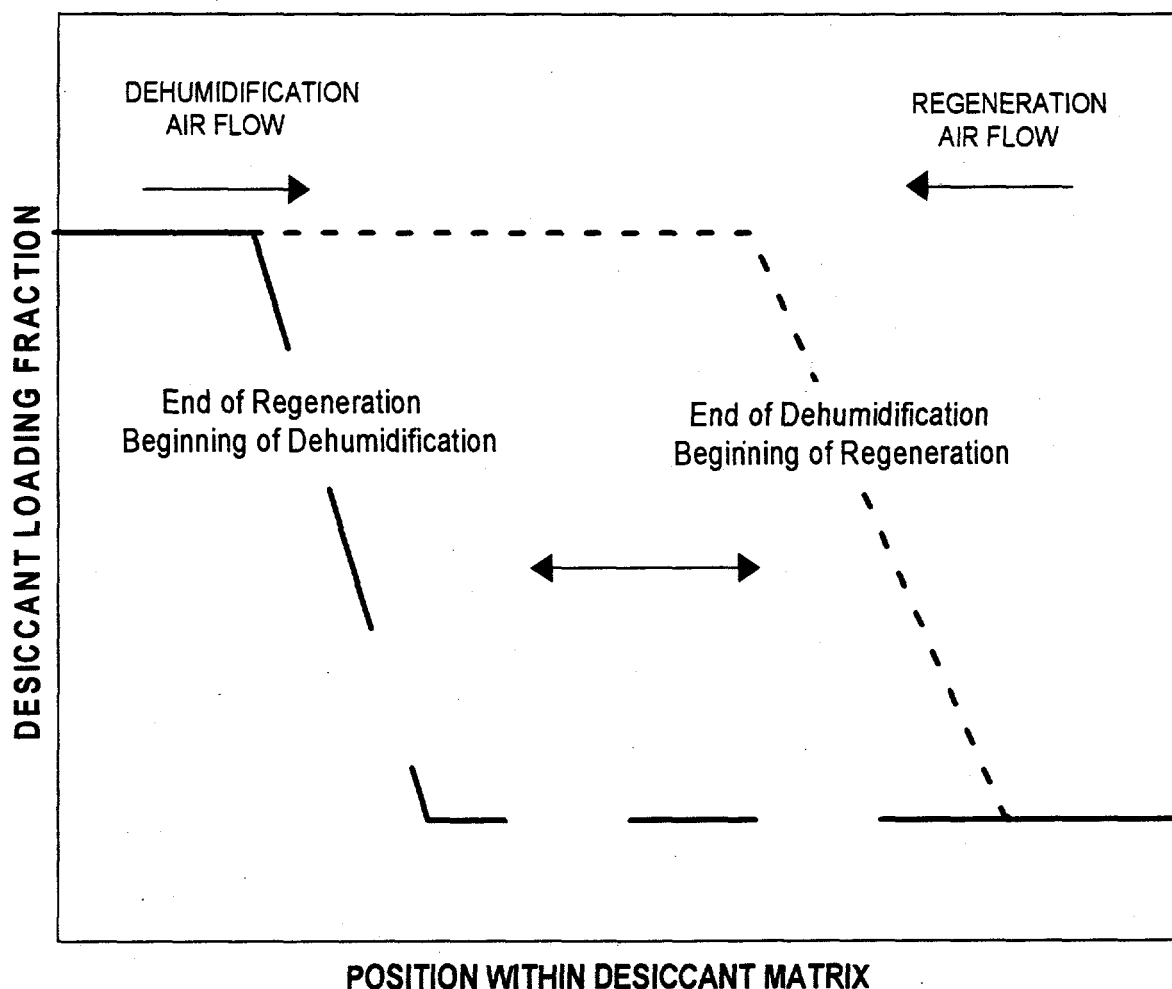 DEHUMIDIFICATION
AIR FLOW
REGENERATION
AIR FLOW
DESICCANT LOADING FRACTION
End of Regeneration
Beginning of Dehumidification
End of Dehumidification
Beginning of Regeneration
POSITION WITHIN DESICCANT MATRIX